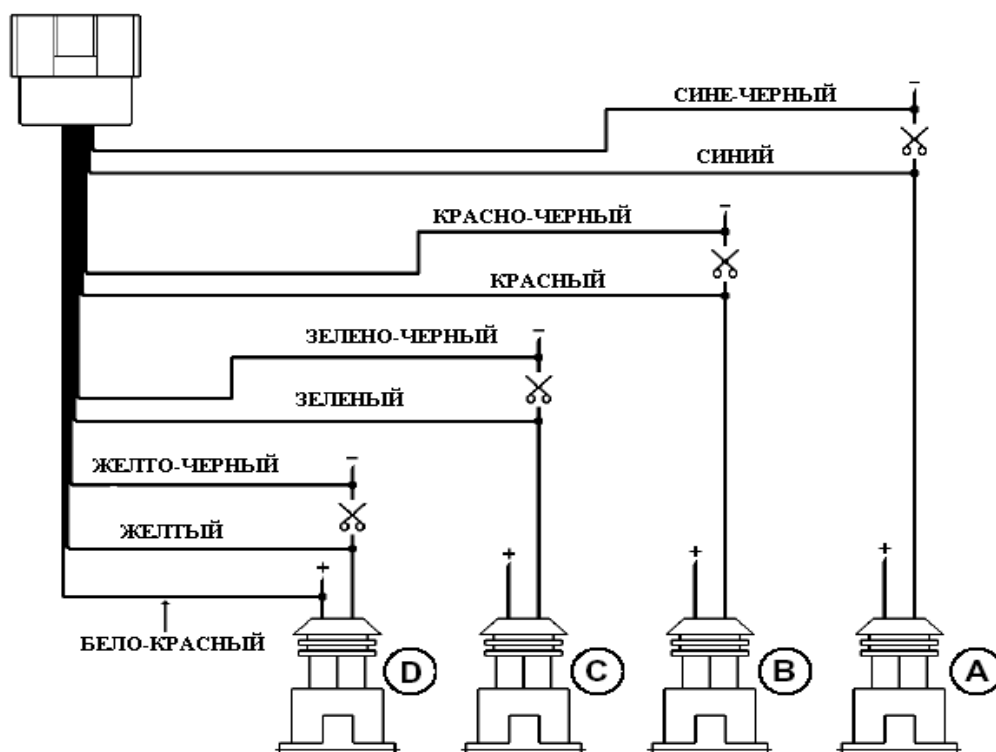 СИНЕ-ЧЕРНЫЙ
−
СИНИЙ
КРАСНО-ЧЕРНЫЙ
−
КРАСНЫЙ
ЗЕЛЕНО-ЧЕРНЫЙ
−
ЗЕЛЕНЫЙ
ЖЕЛТО-ЧЕРНЫЙ
−
ЖЕЛТЫЙ
+ + + +
БЕЛО-КРАСНЫЙ
D C B A